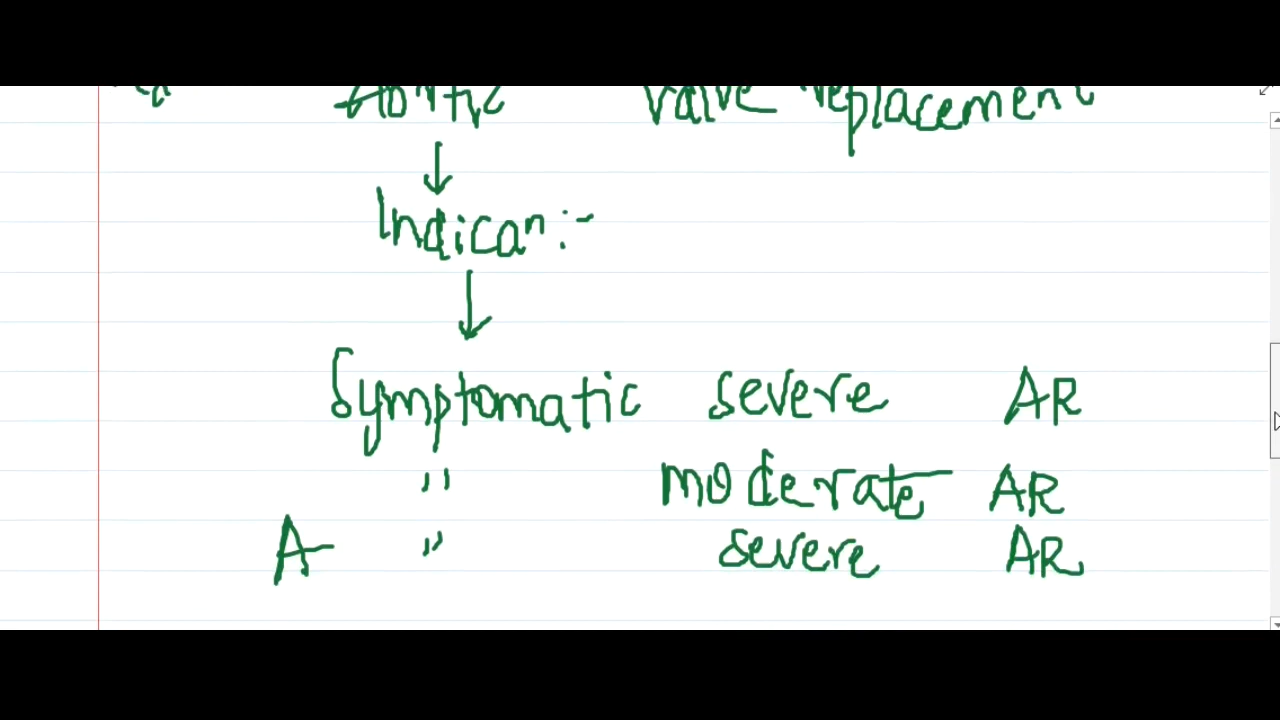 Aortic valve replacement
Indicaⁿ :-
Symptomatic severe AR
" moderate AR
A " severe AR